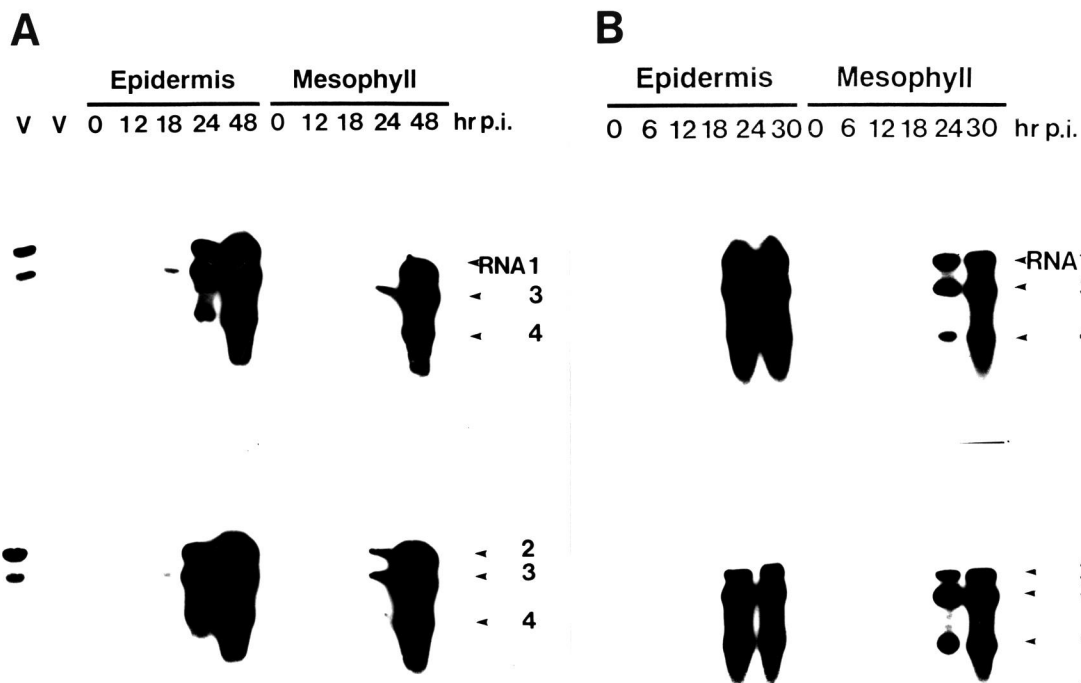 A
Epidermis Mesophyll
V V 0 12 18 24 48 0 12 18 24 48 hr p.i.
RNA 1
3
4
2
3
4
B
Epidermis Mesophyll
0 6 12 18 24 30 0 6 12 18 24 30 hr p.i.
RNA